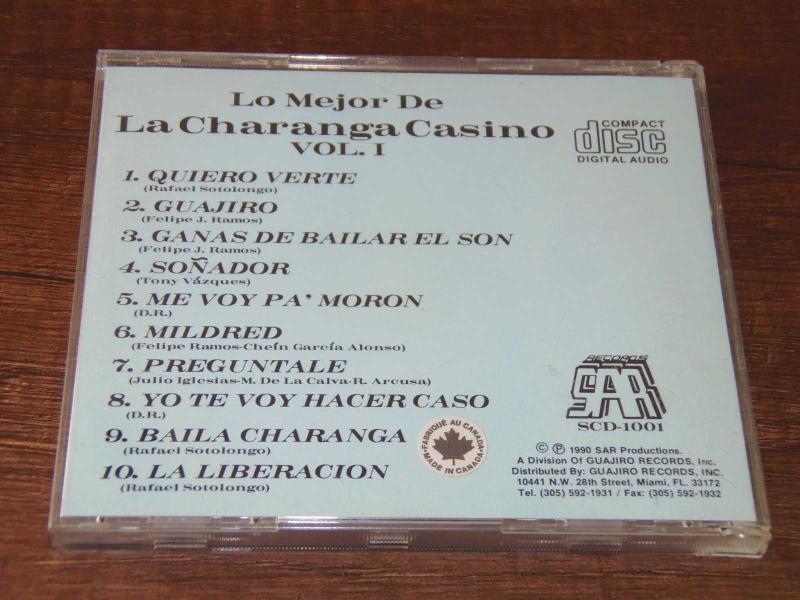 Lo Mejor De
La Charanga Casino
VOL. I
COMPACT
disc
DIGITAL AUDIO
1. QUIERO VERTE
(Rafael Sotolongo)
2. GUAJIRO
(Felipe J. Ramos)
3. GANAS DE BAILAR EL SON
(Felipe J. Ramos)
4. SOÑADOR
(Tony Vázques)
5. ME VOY PA' MORON
(D.R.)
6. MILDRED
(Felipe Ramos-Cheín García Alonso)
7. PREGUNTALE
(Julio Iglesias-M. De La Calva-R. Arcusa)
8. YO TE VOY HACER CASO
(D.R.)
9. BAILA CHARANGA
(Rafael Sotolongo)
10. LA LIBERACION
(Rafael Sotolongo)
FABRIQUÉ AU CANADA
MADE IN CANADA
RECORDS
SAR
SCD-1001
© ℗ 1990 SAR Productions.
A Division Of GUAJIRO RECORDS, Inc.
Distributed By: GUAJIRO RECORDS, INC.
10441 N.W. 28th Street, Miami, FL. 33172
Tel. (305) 592-1931 / Fax: (305) 592-1932